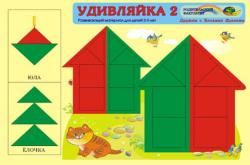 УДИВЛЯЙКА 2
Развивающий материал для детей 2-5 лет
ЮЛА
ЁЛОЧКА